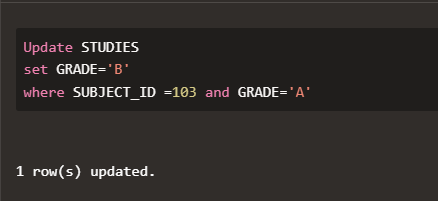 Update STUDIES
set GRADE='B'
where SUBJECT_ID =103 and GRADE='A'
1 row(s) updated.